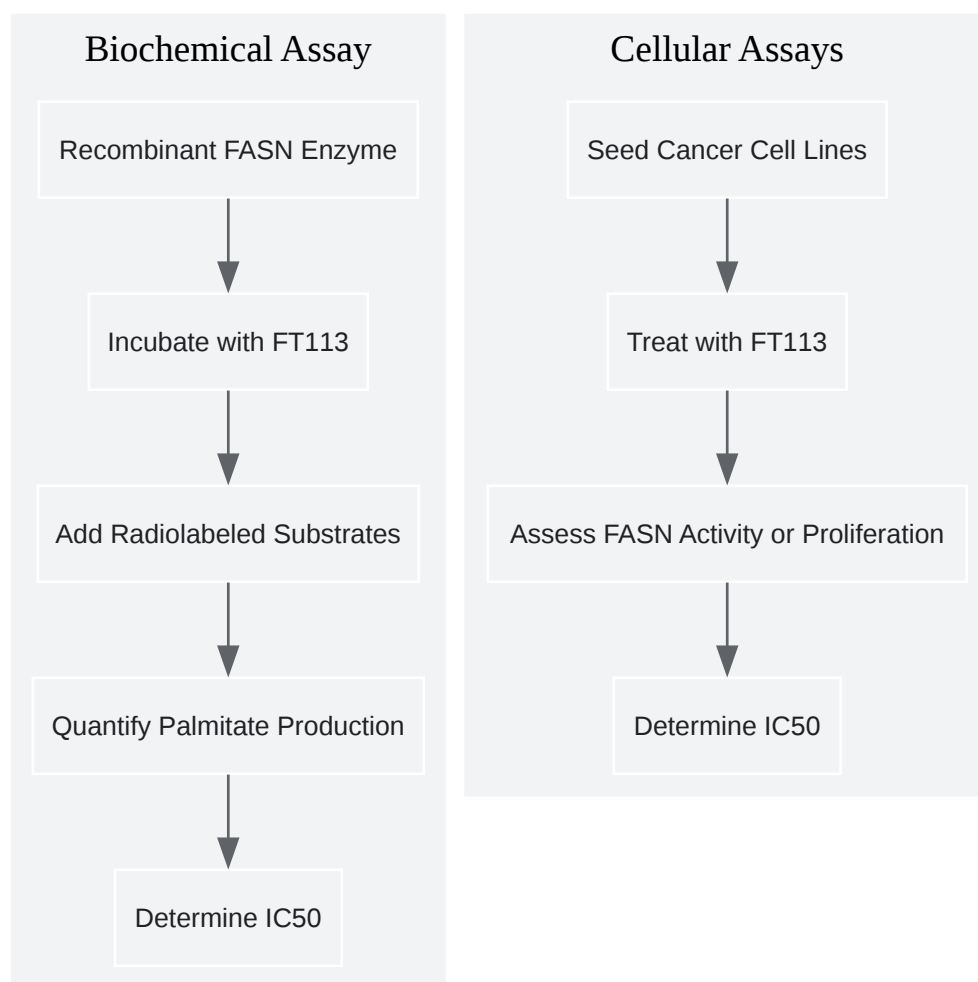 Biochemical Assay
Recombinant FASN Enzyme
Incubate with FT113
Add Radiolabeled Substrates
Quantify Palmitate Production
Determine IC50
Cellular Assays
Seed Cancer Cell Lines
Treat with FT113
Assess FASN Activity or Proliferation
Determine IC50